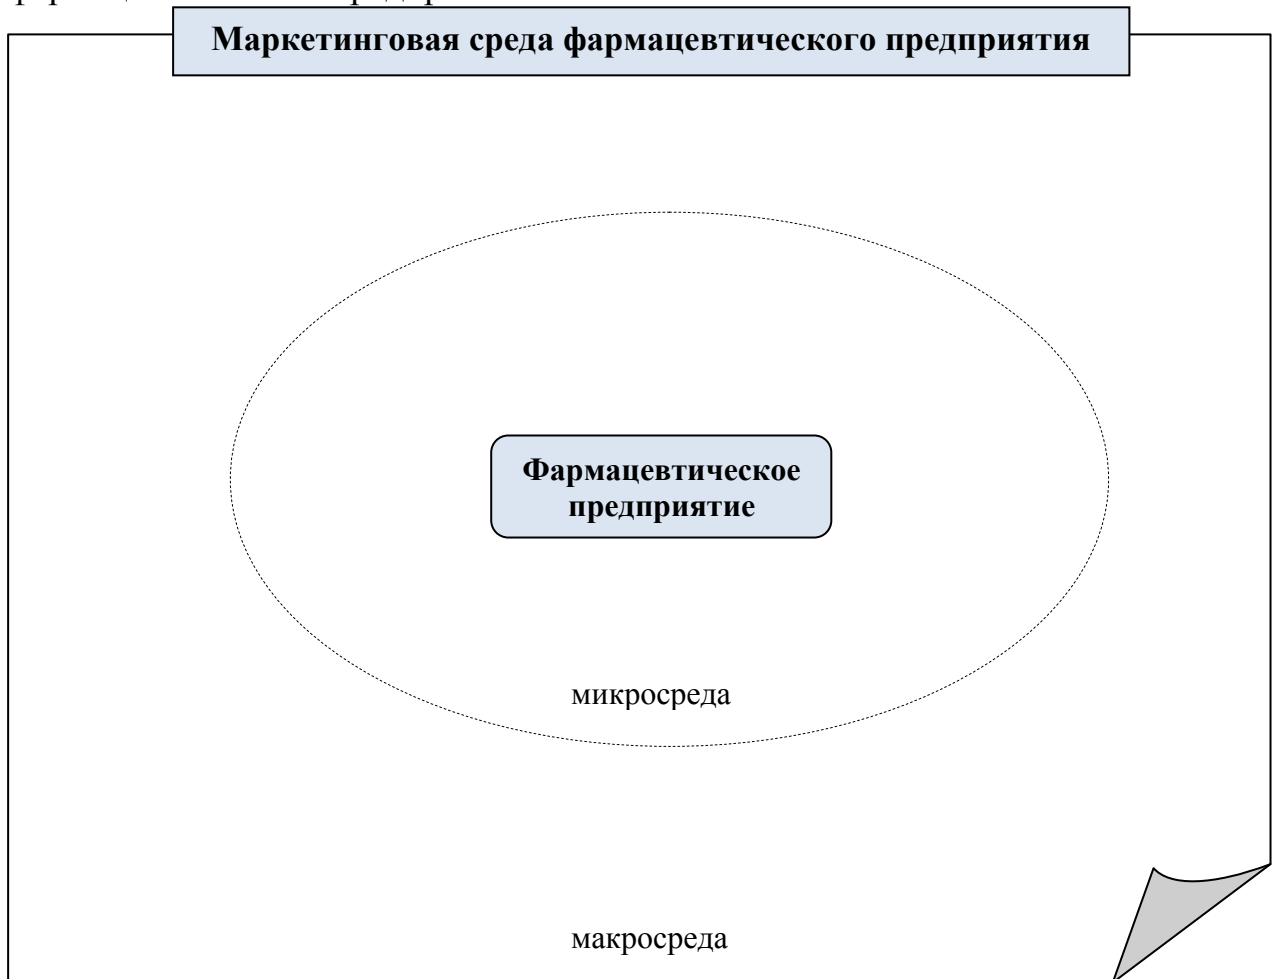 Маркетинговая среда фармацевтического предприятия
Фармацевтическое
предприятие
микросреда
макросреда